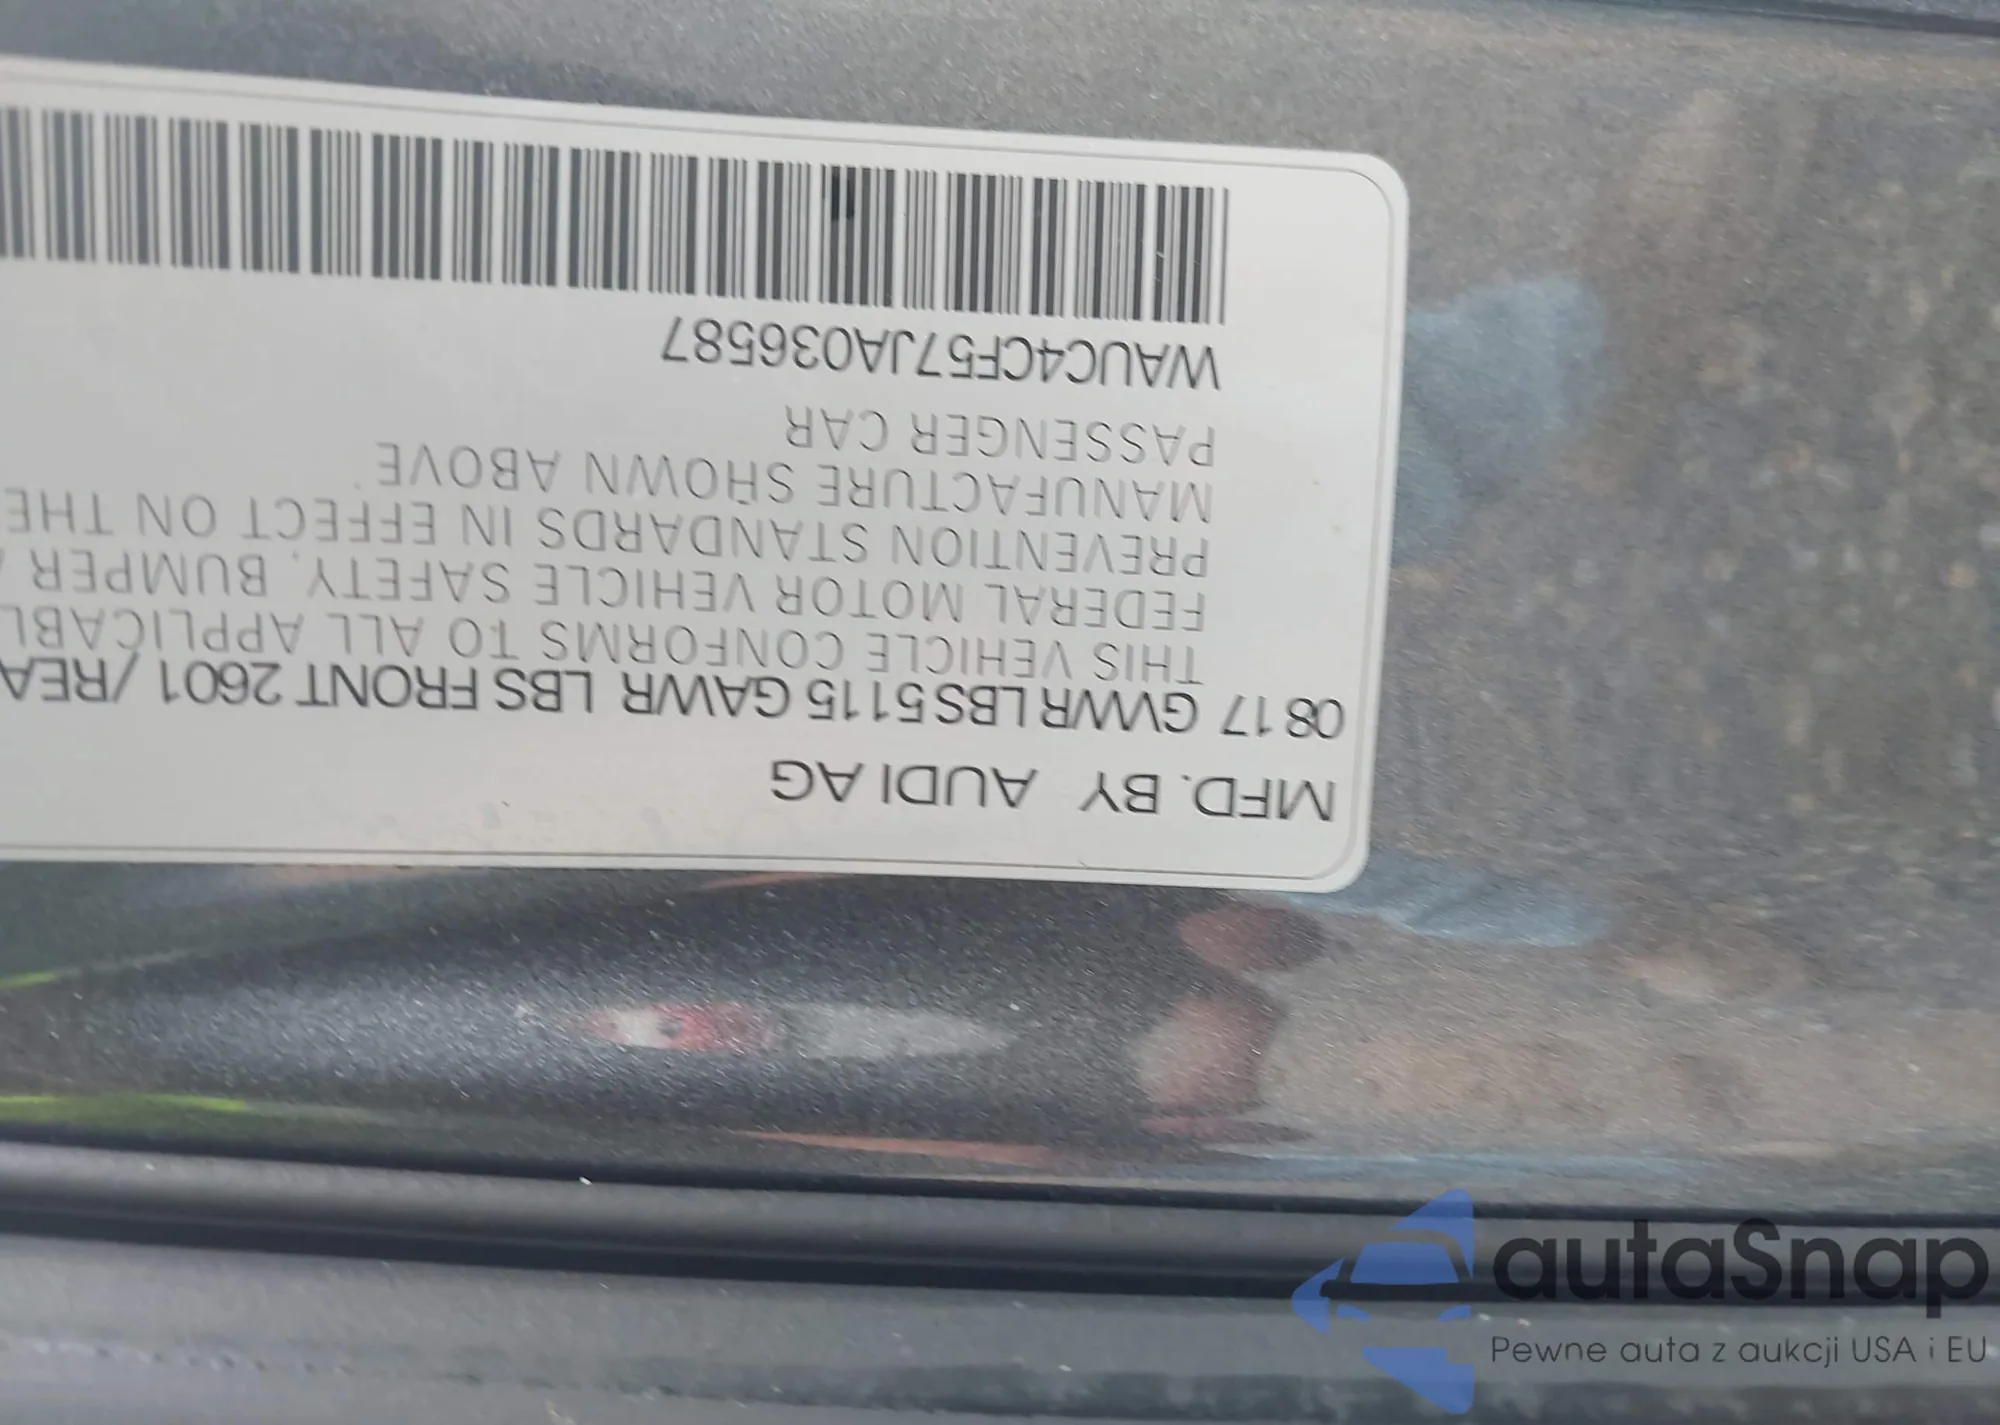 MFD. BY AUDI AG
08 17 GVWR LBS 5115 GAWR LBS FRONT 2601 /REA
THIS VEHICLE CONFORMS TO ALL APPLICABL
FEDERAL MOTOR VEHICLE SAFETY, BUMPER
PREVENTION STANDARDS IN EFFECT ON THE
MANUFACTURE SHOWN ABOVE
PASSENGER CAR
WAUC4CF57JA036587
autaSnap
Pewne auta z aukcji USA i EU